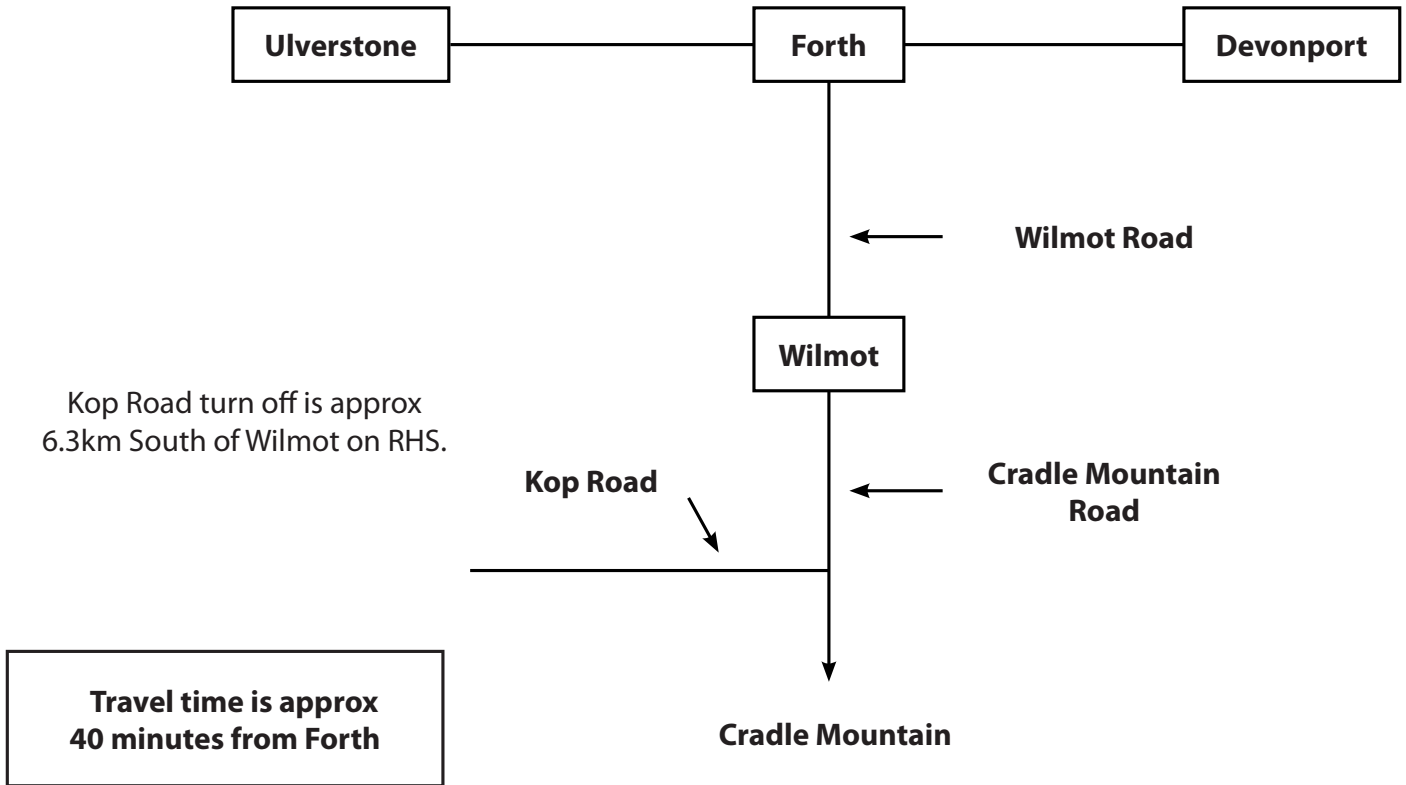 Ulverstone
Forth
Devonport
Wilmot Road
Wilmot
Kop Road turn off is approx
6.3km South of Wilmot on RHS.
Kop Road
Cradle Mountain
Road
Travel time is approx
40 minutes from Forth
Cradle Mountain